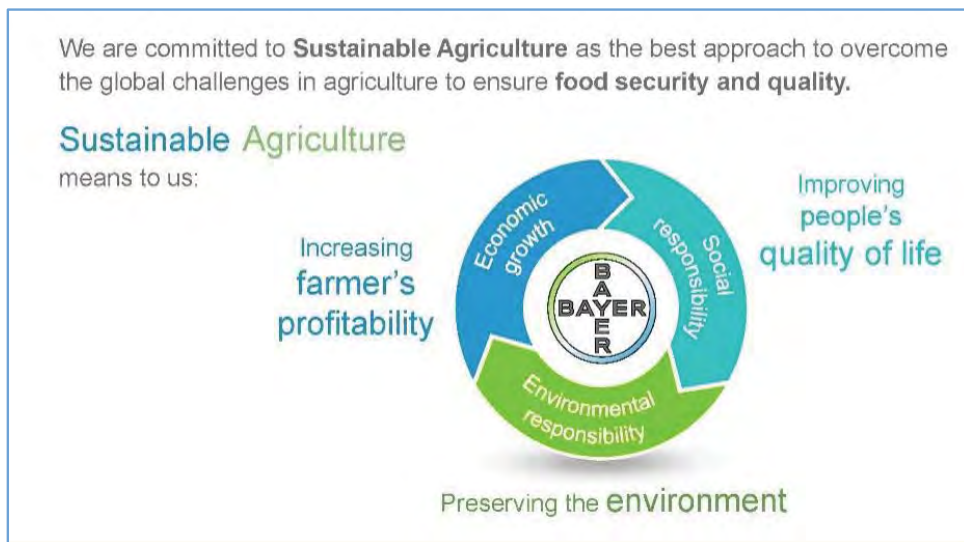 We are committed to Sustainable Agriculture as the best approach to overcome
the global challenges in agriculture to ensure food security and quality.
Sustainable Agriculture
means to us:
Increasing
farmer's
profitability
Economic
growth
Social
responsibility
Improving
people's
quality of life
BAYER
BAYER
Environmental
responsibility
Preserving the environment